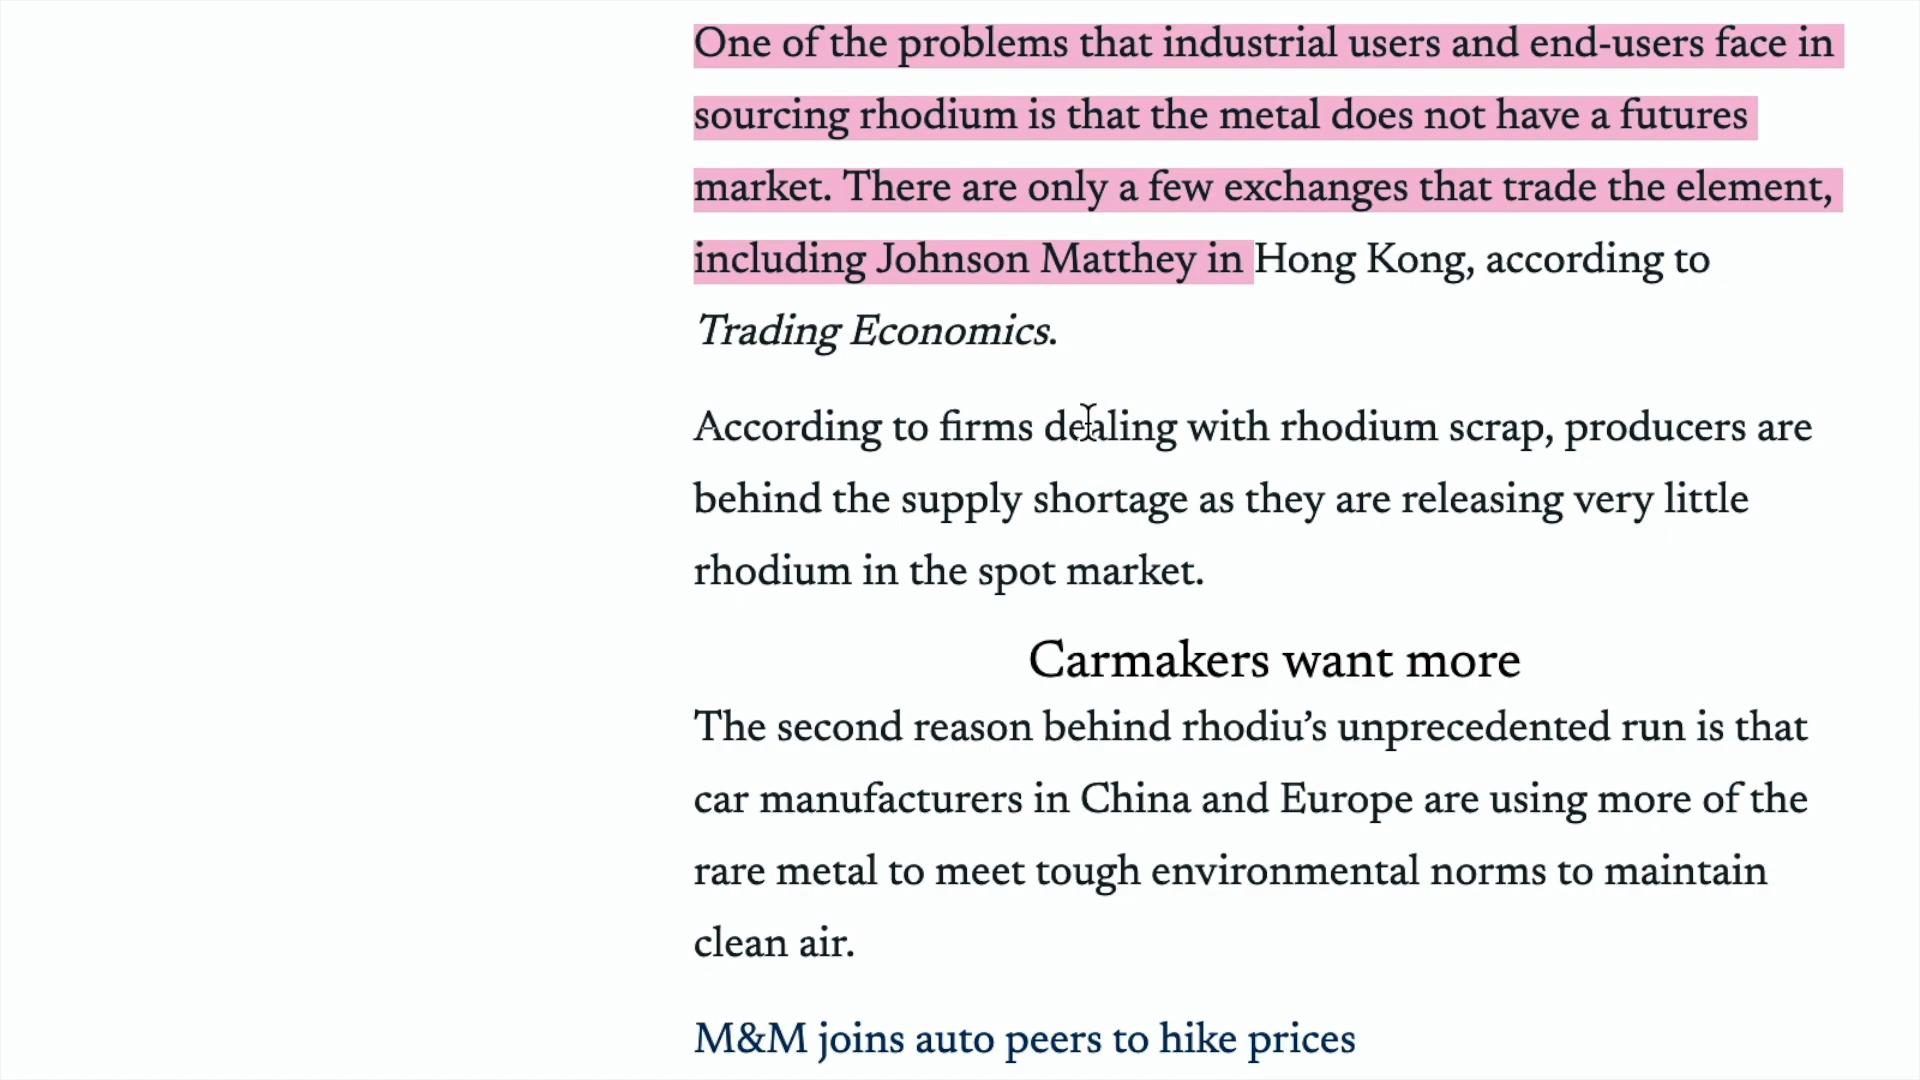 One of the problems that industrial users and end-users face in
sourcing rhodium is that the metal does not have a futures
market. There are only a few exchanges that trade the element,
including Johnson Matthey in Hong Kong, according to
Trading Economics.
According to firms dealing with rhodium scrap, producers are
behind the supply shortage as they are releasing very little
rhodium in the spot market.
Carmakers want more
The second reason behind rhodiu’s unprecedented run is that
car manufacturers in China and Europe are using more of the
rare metal to meet tough environmental norms to maintain
clean air.
M&M joins auto peers to hike prices